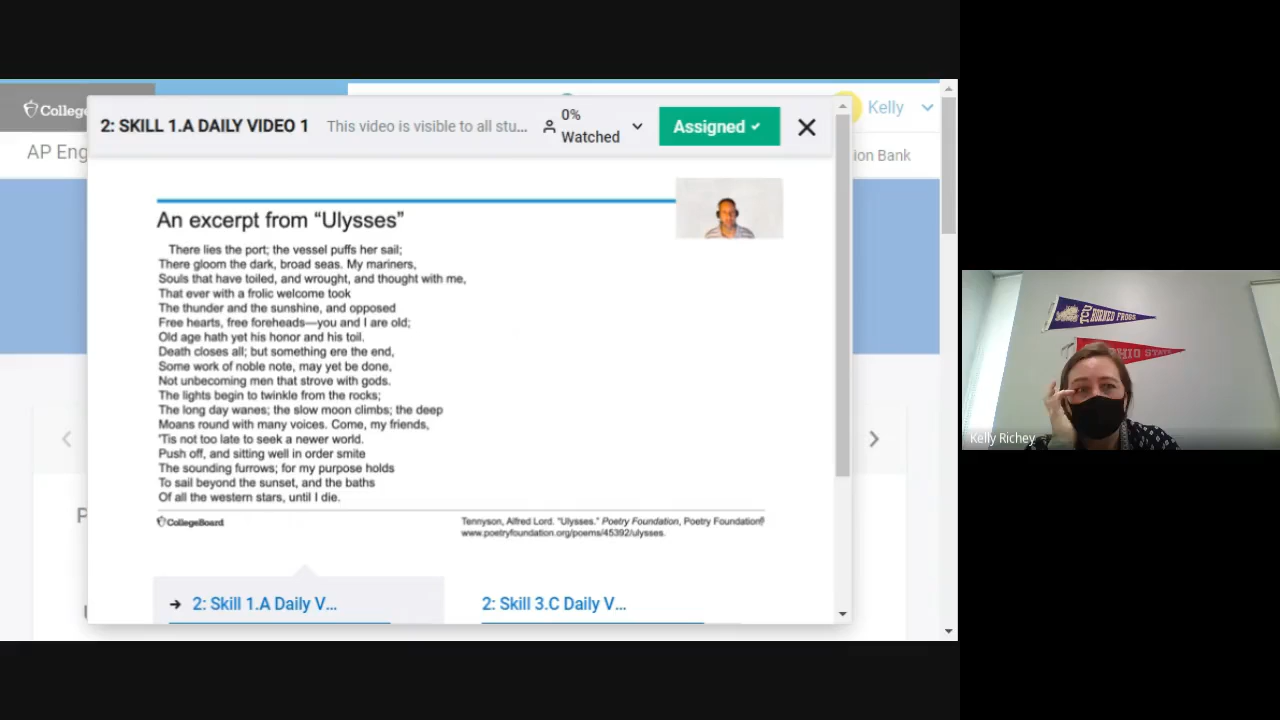 College
AP Eng
2: SKILL 1.A DAILY VIDEO 1
This video is visible to all stu...
0%
Watched
Assigned
Kelly
ion Bank
An excerpt from “Ulysses”
There lies the port; the vessel puffs her sail;
There gloom the dark, broad seas. My mariners,
Souls that have toiled, and wrought, and thought with me,
That ever with a frolic welcome took
The thunder and the sunshine, and opposed
Free hearts, free foreheads—you and I are old;
Old age hath yet his honor and his toil.
Death closes all; but something ere the end,
Some work of noble note, may yet be done,
Not unbecoming men that strove with gods.
The lights begin to twinkle from the rocks;
The long day wanes; the slow moon climbs; the deep
Moans round with many voices. Come, my friends,
'Tis not too late to seek a newer world.
Push off, and sitting well in order smite
The sounding furrows; for my purpose holds
To sail beyond the sunset, and the baths
Of all the western stars, until I die.
CollegeBoard
Tennyson, Alfred Lord. "Ulysses." Poetry Foundation, Poetry Foundation
www.poetryfoundation.org/poems/45392/ulysses.
P
2: Skill 1.A Daily V...
2: Skill 3.C Daily V...
TCU
HORNED FROGS
OHIO STATE
Kelly Richey